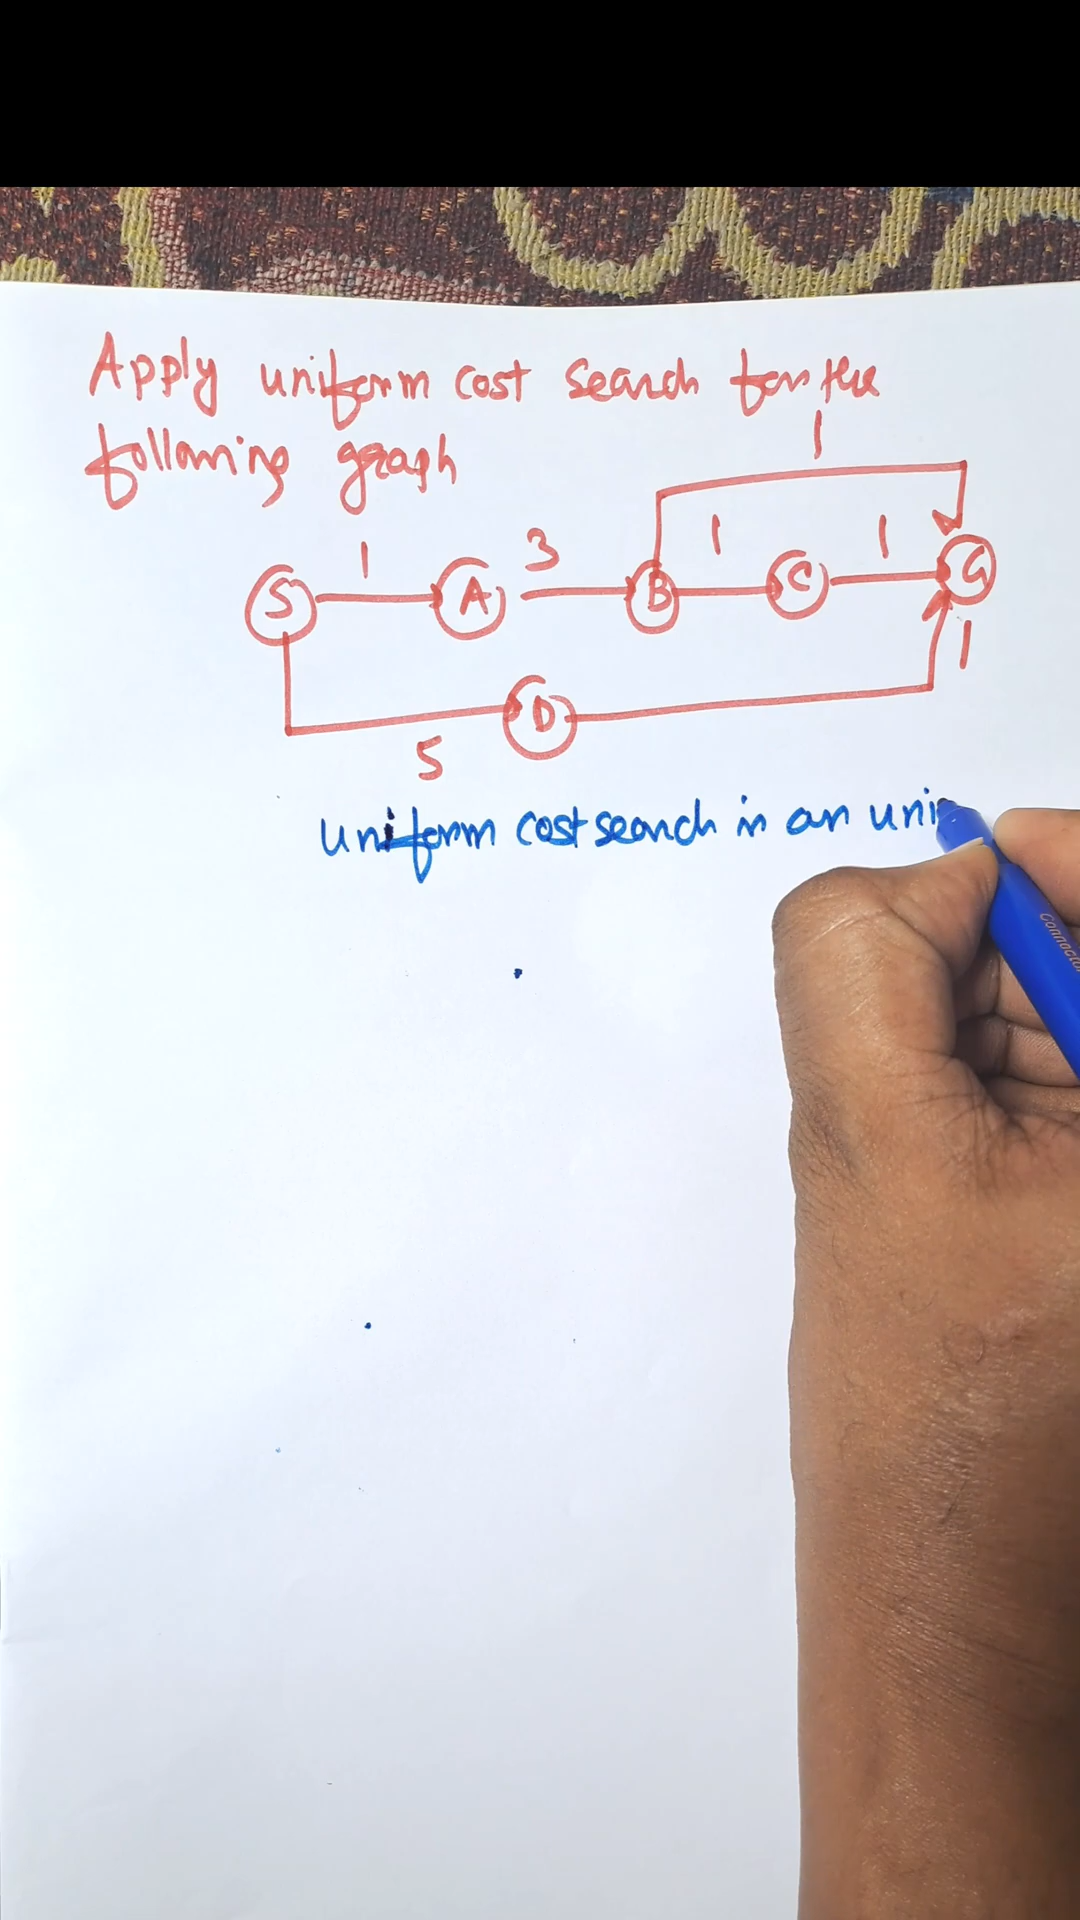 Apply uniform cost search for the
following graph
1
1 3 1 1
S A B C G
1
D
5
uniform cost search is an uni
Connector